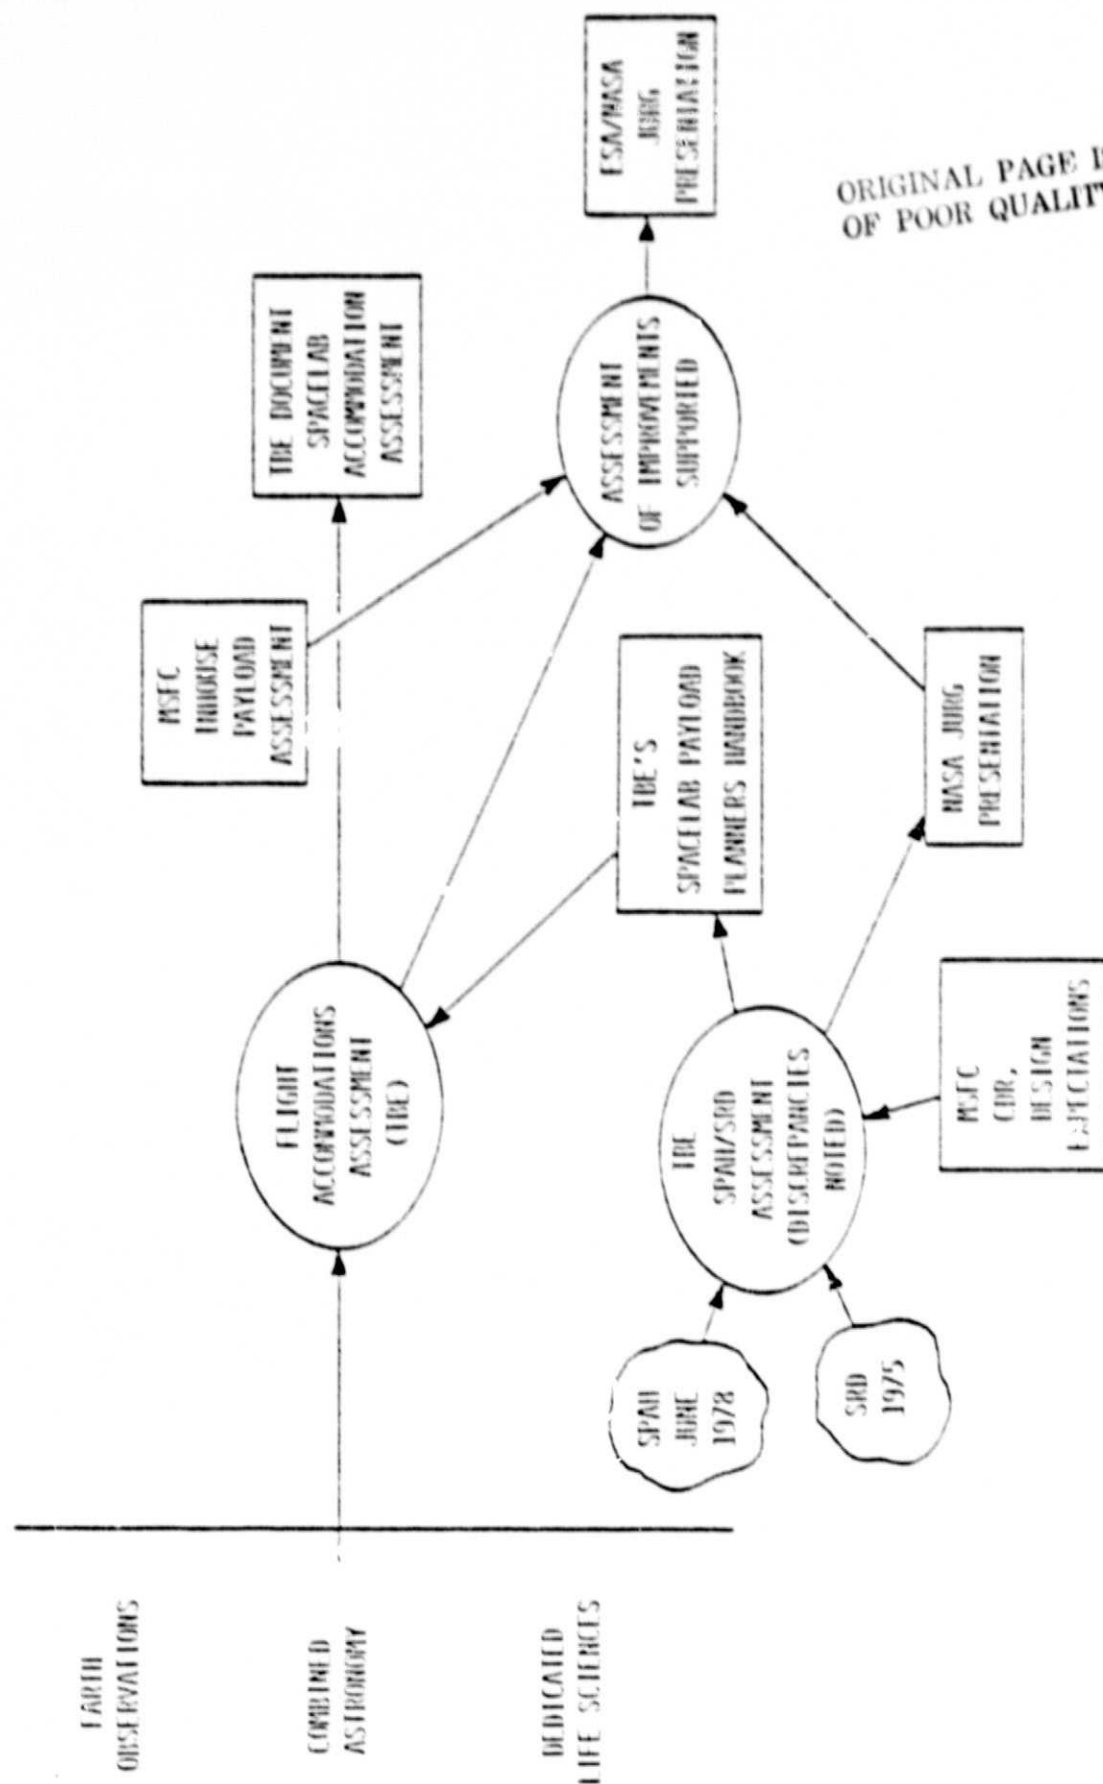 EARTH
OBSERVATIONS
COMBINED
ASTRONOMY
DEDICATED
LIFE SCIENCES
MSFC
INHOUSE
PAYLOAD
ASSESSMENT
TBE DOCUMENT
SPACELAB
ACCOMMODATION
ASSESSMENT
FLIGHT
ACCOMMODATIONS
ASSESSMENT
(TBE)
ASSESSMENT
OF IMPROVEMENTS
SUPPORTED
ESA/NASA
JURG
PRESENTATION
TBE'S
SPACELAB PAYLOAD
PLANNERS HANDBOOK
SPAH
JUNE
1978
TBE
SPAH/SRD
ASSESSMENT
(DISCREPANCIES
NOTED)
SRD
1975
NASA JURG
PRESENTATION
MSFC
CDR,
DESIGN
EXPECTATIONS
ORIGINAL PAGE
OF POOR QUALITY